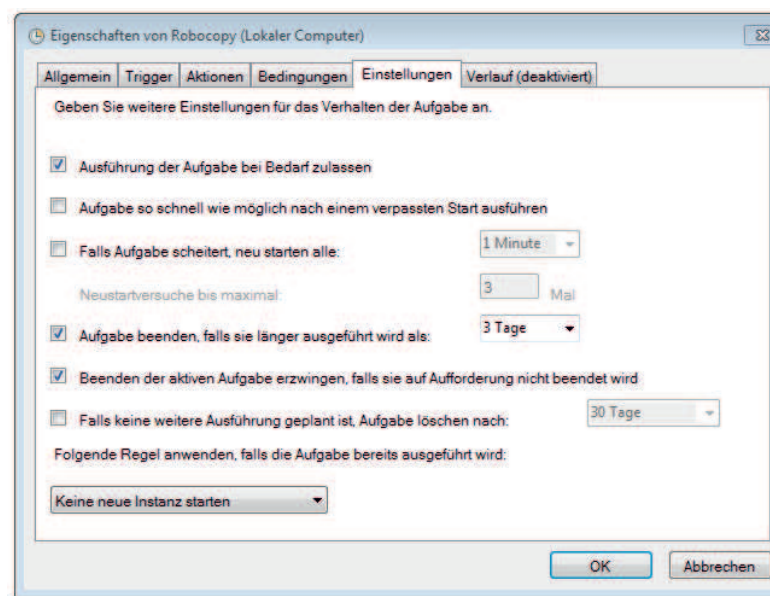 Eigenschaften von Robocopy (Lokaler Computer)
Allgemein Trigger Aktionen Bedingungen Einstellungen Verlauf (deaktiviert)
Geben Sie weitere Einstellungen für das Verhalten der Aufgabe an.
Ausführung der Aufgabe bei Bedarf zulassen
Aufgabe so schnell wie möglich nach einem verpassten Start ausführen
Falls Aufgabe scheitert, neu starten alle: 1 Minute
Neustartversuche bis maximal: 3 Mal
Aufgabe beenden, falls sie länger ausgeführt wird als: 3 Tage
Beenden der aktiven Aufgabe erzwingen, falls sie auf Aufforderung nicht beendet wird
Falls keine weitere Ausführung geplant ist, Aufgabe löschen nach: 30 Tage
Folgende Regel anwenden, falls die Aufgabe bereits ausgeführt wird:
Keine neue Instanz starten
OK Abbrechen